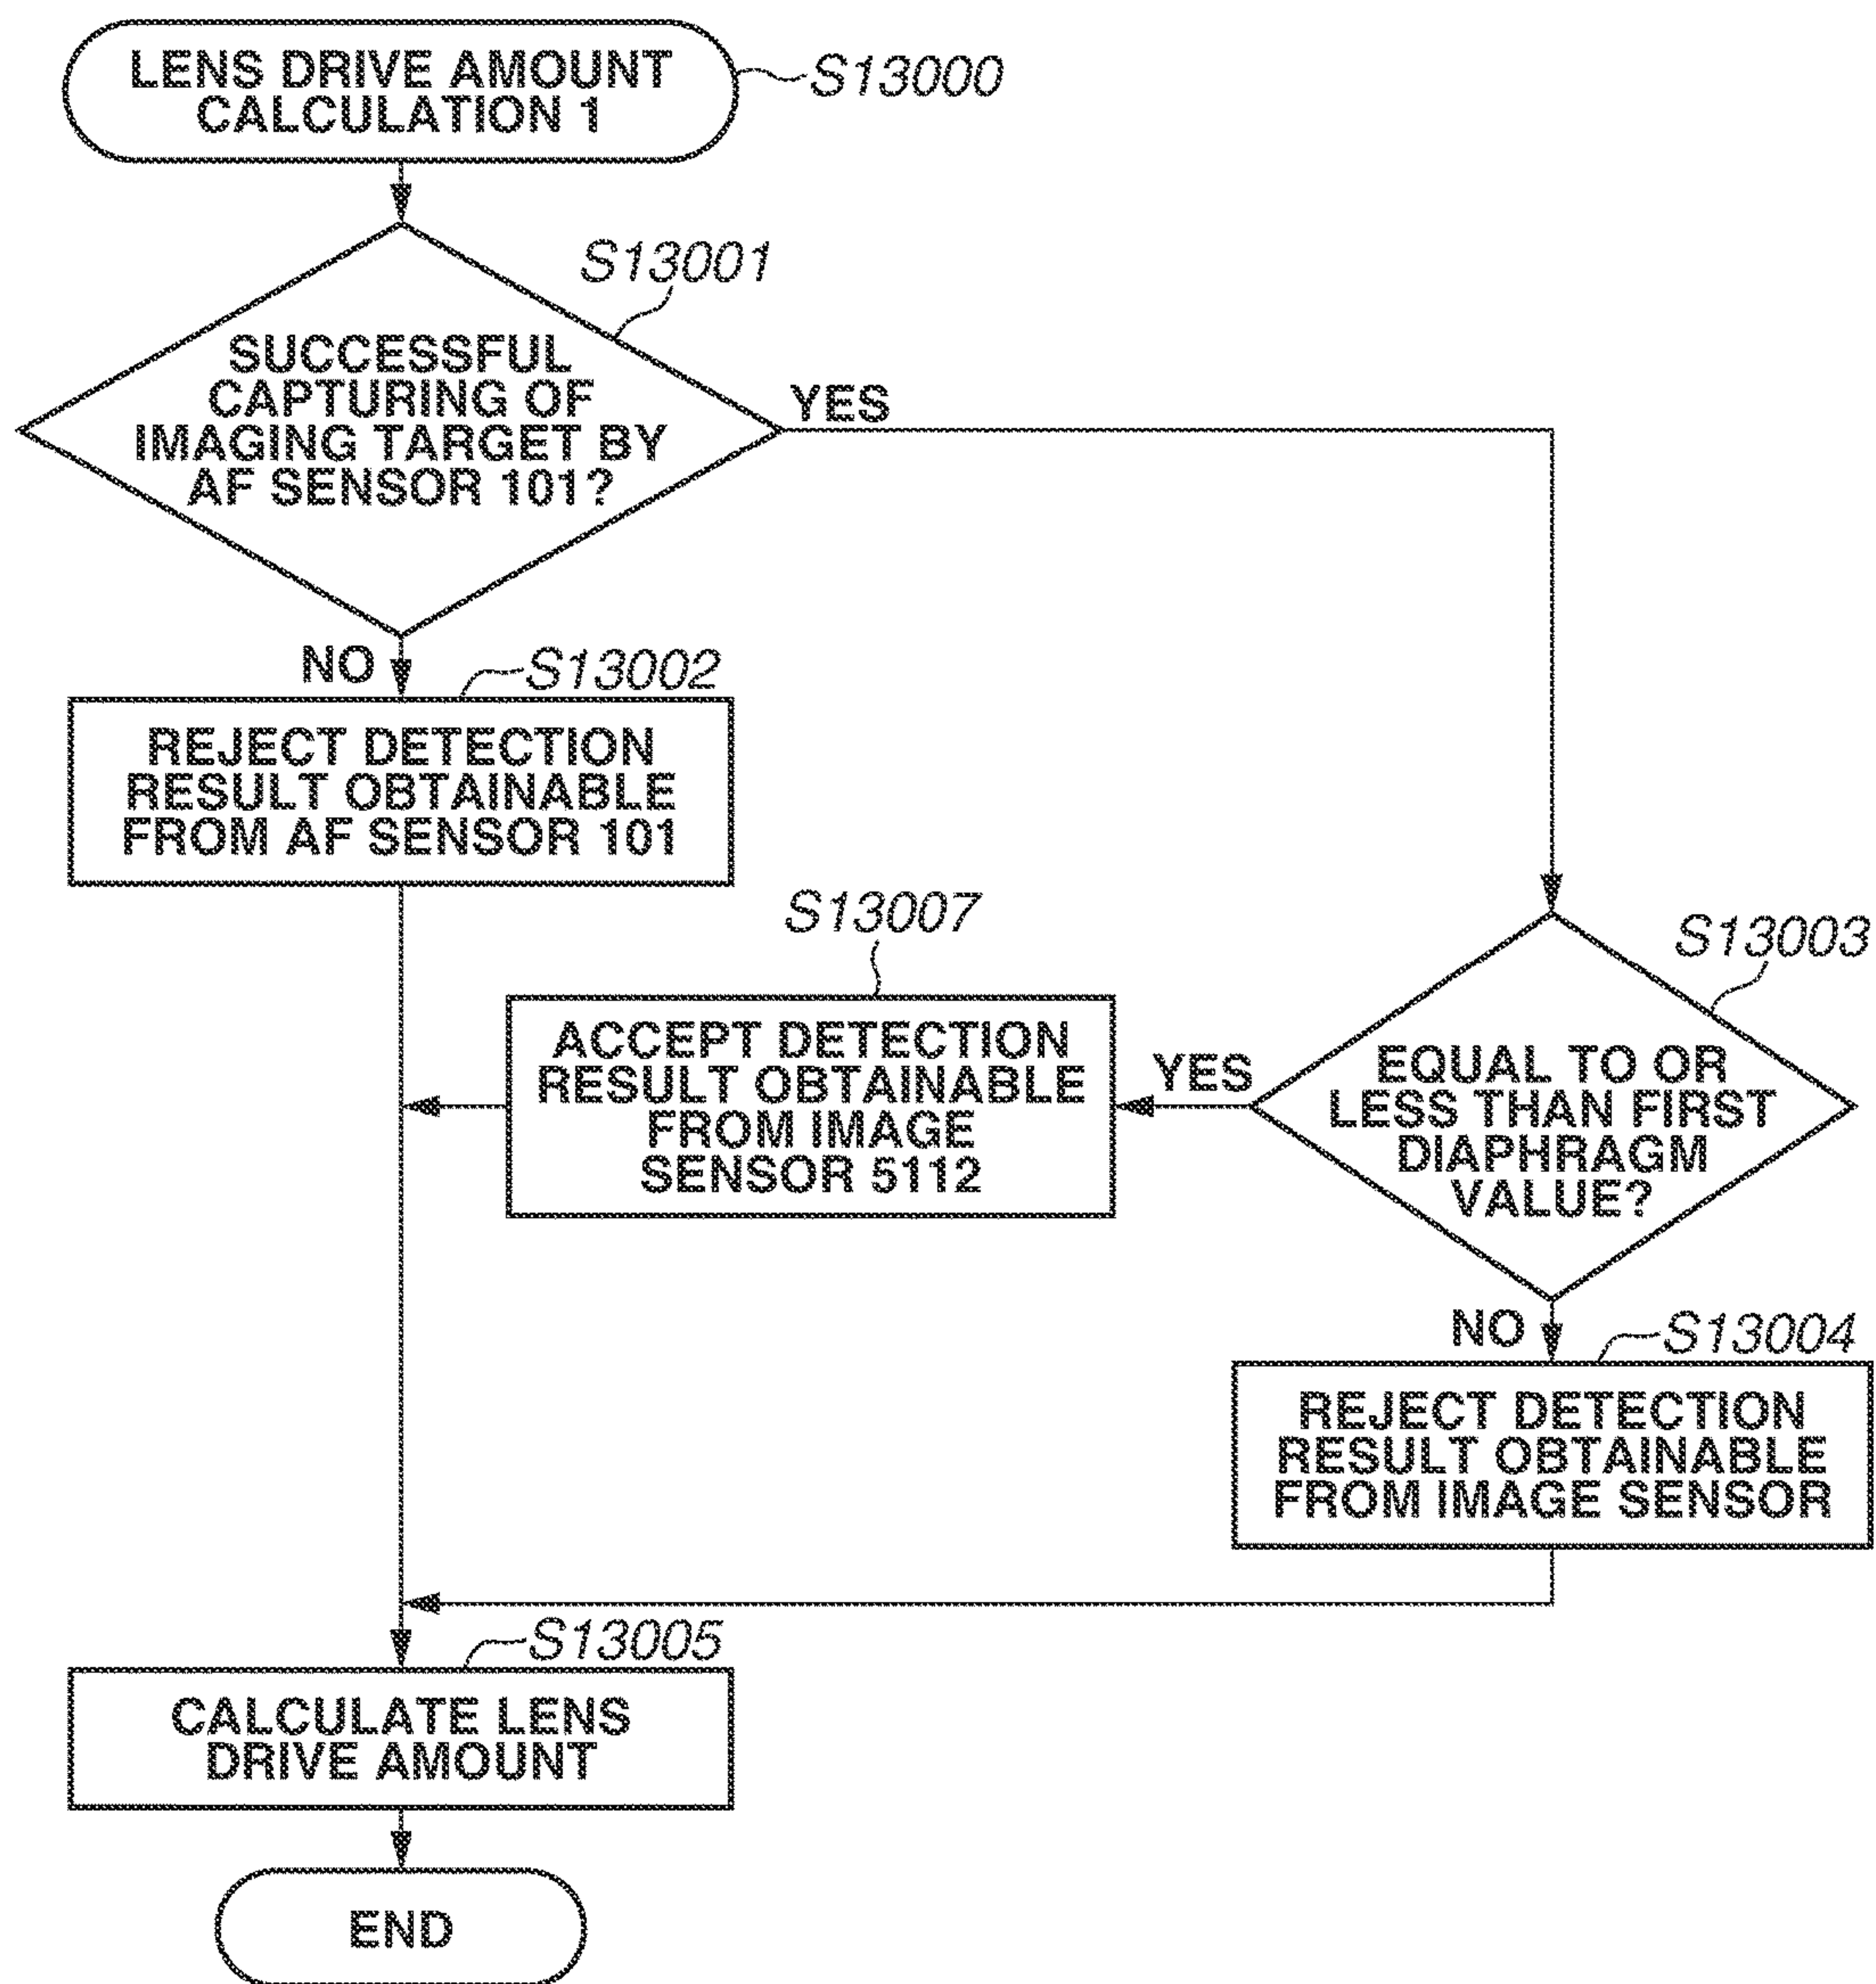 LENS DRIVE AMOUNT
CALCULATION 1
S13000
S13001
SUCCESSFUL
CAPTURING OF
IMAGING TARGET BY
AF SENSOR 101?
YES
NO
S13002
REJECT DETECTION
RESULT OBTAINABLE
FROM AF SENSOR 101
S13007
ACCEPT DETECTION
RESULT OBTAINABLE
FROM IMAGE
SENSOR 5112
YES
S13003
EQUAL TO OR
LESS THAN FIRST
DIAPHRAGM
VALUE?
NO
S13004
REJECT DETECTION
RESULT OBTAINABLE
FROM IMAGE SENSOR
S13005
CALCULATE LENS
DRIVE AMOUNT
END